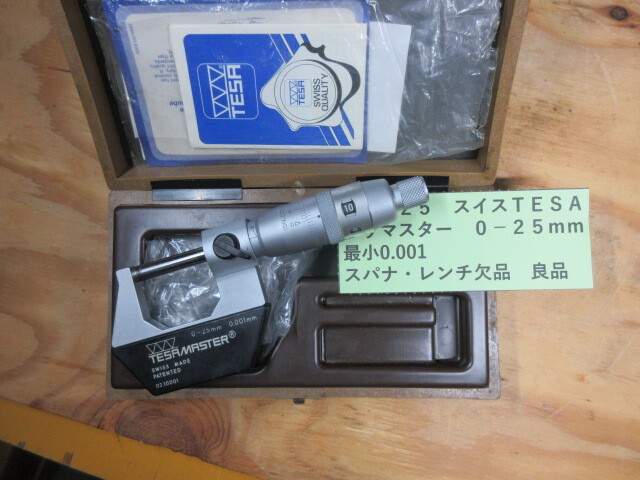 TESA
TESA
SWISS
QUALITY
25 スイスTESA
マスター 0-25mm
最小0.001
スパナ・レンチ欠品 良品
0-25mm 0.001mm
TESAMASTER®
SWISS MADE
PATENTED
0310001